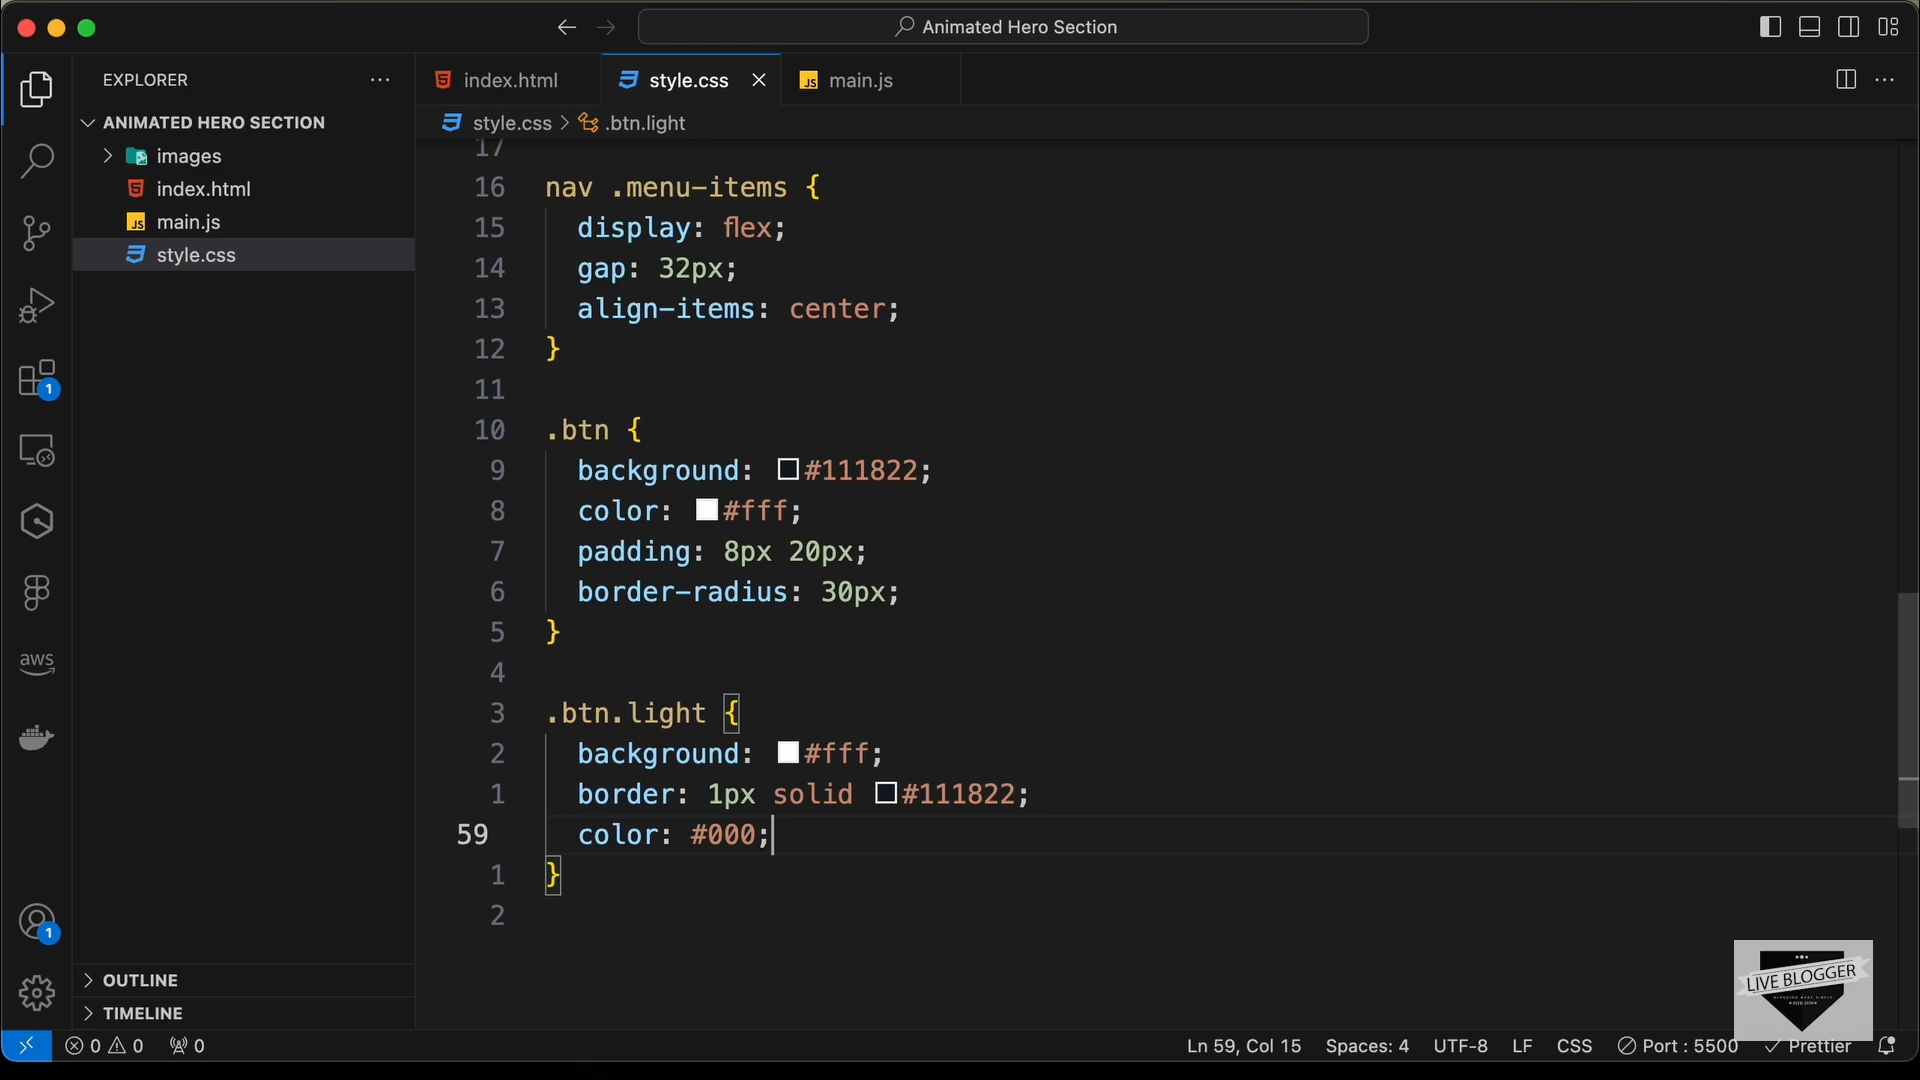 Animated Hero Section
EXPLORER
index.html
style.css
main.js
ANIMATED HERO SECTION
style.css > .btn.light
images
index.html
main.js
style.css
17
16 nav .menu-items {
15 display: flex;
14 gap: 32px;
13 align-items: center;
12 }
11
10 .btn {
9 background: #111822;
8 color: #fff;
7 padding: 8px 20px;
6 border-radius: 30px;
5 }
4
3 .btn.light {
2 background: #fff;
1 border: 1px solid #111822;
59 color: #000;
1 }
2
1
aws
1
OUTLINE
TIMELINE
LIVE BLOGGER
0 0 0
Ln 59, Col 15 Spaces: 4 UTF-8 LF CSS Port : 5500 Prettier